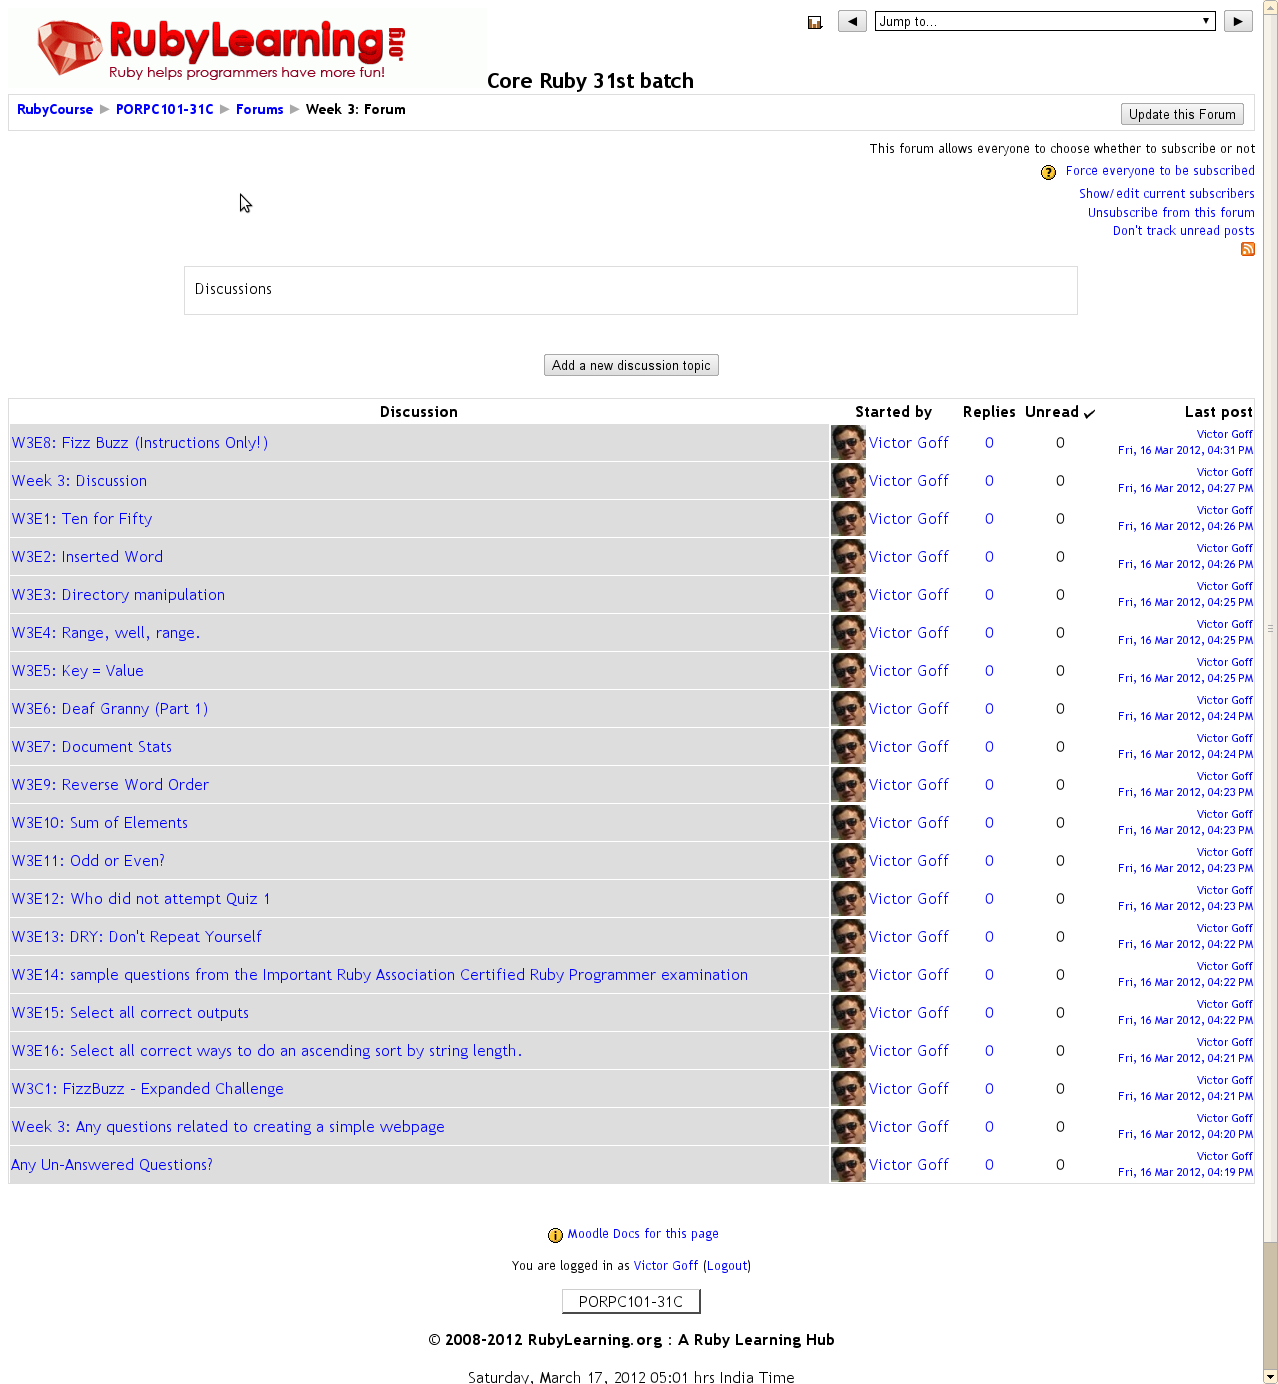 RubyLearning.org
Ruby helps programmers have more fun!
Jump to...
Core Ruby 31st batch
RubyCourse ► PORPC101-31C ► Forums ► Week 3: Forum
Update this Forum
This forum allows everyone to choose whether to subscribe or not
Force everyone to be subscribed
Show/edit current subscribers
Unsubscribe from this forum
Don't track unread posts
Discussions
Add a new discussion topic
Discussion Started by Replies Unread Last post
W3E8: Fizz Buzz (Instructions Only!) Victor Goff 0 0 Victor Goff
Fri, 16 Mar 2012, 04:31 PM
Week 3: Discussion Victor Goff 0 0 Victor Goff
Fri, 16 Mar 2012, 04:27 PM
W3E1: Ten for Fifty Victor Goff 0 0 Victor Goff
Fri, 16 Mar 2012, 04:26 PM
W3E2: Inserted Word Victor Goff 0 0 Victor Goff
Fri, 16 Mar 2012, 04:26 PM
W3E3: Directory manipulation Victor Goff 0 0 Victor Goff
Fri, 16 Mar 2012, 04:25 PM
W3E4: Range, well, range. Victor Goff 0 0 Victor Goff
Fri, 16 Mar 2012, 04:25 PM
W3E5: Key = Value Victor Goff 0 0 Victor Goff
Fri, 16 Mar 2012, 04:25 PM
W3E6: Deaf Granny (Part 1) Victor Goff 0 0 Victor Goff
Fri, 16 Mar 2012, 04:24 PM
W3E7: Document Stats Victor Goff 0 0 Victor Goff
Fri, 16 Mar 2012, 04:24 PM
W3E9: Reverse Word Order Victor Goff 0 0 Victor Goff
Fri, 16 Mar 2012, 04:23 PM
W3E10: Sum of Elements Victor Goff 0 0 Victor Goff
Fri, 16 Mar 2012, 04:23 PM
W3E11: Odd or Even? Victor Goff 0 0 Victor Goff
Fri, 16 Mar 2012, 04:23 PM
W3E12: Who did not attempt Quiz 1 Victor Goff 0 0 Victor Goff
Fri, 16 Mar 2012, 04:23 PM
W3E13: DRY: Don't Repeat Yourself Victor Goff 0 0 Victor Goff
Fri, 16 Mar 2012, 04:22 PM
W3E14: sample questions from the Important Ruby Association Certified Ruby Programmer examination Victor Goff 0 0 Victor Goff
Fri, 16 Mar 2012, 04:22 PM
W3E15: Select all correct outputs Victor Goff 0 0 Victor Goff
Fri, 16 Mar 2012, 04:22 PM
W3E16: Select all correct ways to do an ascending sort by string length. Victor Goff 0 0 Victor Goff
Fri, 16 Mar 2012, 04:21 PM
W3C1: FizzBuzz - Expanded Challenge Victor Goff 0 0 Victor Goff
Fri, 16 Mar 2012, 04:21 PM
Week 3: Any questions related to creating a simple webpage Victor Goff 0 0 Victor Goff
Fri, 16 Mar 2012, 04:20 PM
Any Un-Answered Questions? Victor Goff 0 0 Victor Goff
Fri, 16 Mar 2012, 04:19 PM
Moodle Docs for this page
You are logged in as Victor Goff (Logout)
PORPC101-31C
© 2008-2012 RubyLearning.org : A Ruby Learning Hub
Saturday, March 17, 2012 05:01 hrs India Time